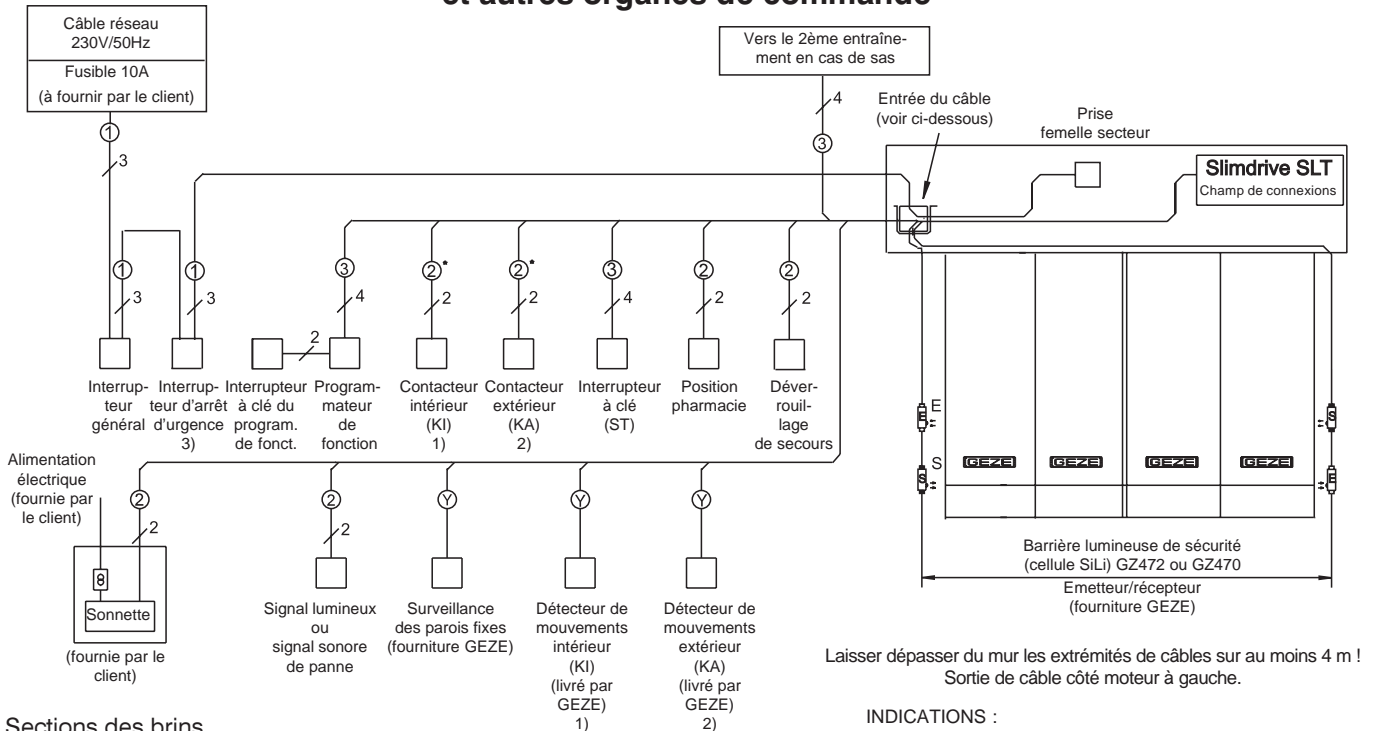 et autres organes de commande
Câble réseau
230V/50Hz
Fusible 10A
(à fournir par le client)
Vers le 2ème entraîne-
ment en cas de sas
4
3
Entrée du câble
(voir ci-dessous)
Prise
femelle secteur
Slimdrive SLT
Champ de connexions
1
3
1
3
1
3
3
4
2*
2
2*
2
3
4
2
2
2
2
2
Interrup-
teur
général
Interrup-
teur d'arrêt
d'urgence
3)
Interrupteur
à clé du
program.
de fonct.
Program-
mateur
de
fonction
Contacteur
intérieur
(KI)
1)
Contacteur
extérieur
(KA)
2)
Interrupteur
à clé
(ST)
Position
pharmacie
Déver-
rouil-
lage
de secours
E
E
S
S
S
E
GEZE
GEZE
GEZE
GEZE
Alimentation
électrique
(fournie par
le client)
2
2
Sonnette
(fournie par le
client)
2
2
Y
Y
Y
Signal lumineux
ou
signal sonore
de panne
Surveillance
des parois fixes
(fourniture GEZE)
Détecteur de
mouvements
intérieur
(KI)
(livré par
GEZE)
1)
Détecteur de
mouvements
extérieur
(KA)
(livré par
GEZE)
2)
Barrière lumineuse de sécurité
(cellule SiLi) GZ472 ou GZ470
Emetteur/récepteur
(fourniture GEZE)
Laisser dépasser du mur les extrémités de câbles sur au moins 4 m !
Sortie de câble côté moteur à gauche.
INDICATIONS :
Sections des brins